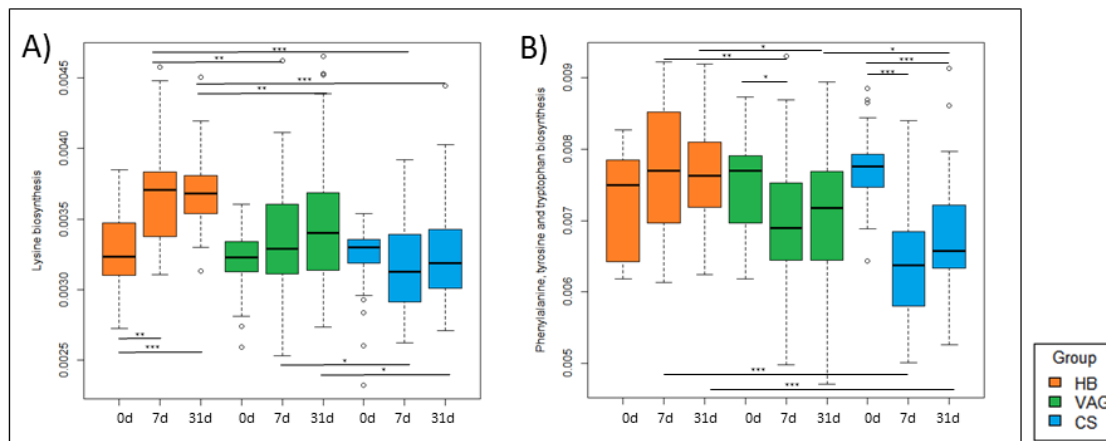 A)
Lysine biosynthesis
0.0045
0.0040
0.0035
0.0030
0.0025
***
**
***
**
**
***
*
*
0d 7d 31d 0d 7d 31d 0d 7d 31d
B)
Phenylalanine, tyrosine and tryptophan biosynthesis
0.009
0.008
0.007
0.006
0.005
*
*
**
***
*
***
***
***
0d 7d 31d 0d 7d 31d 0d 7d 31d
Group
HB
VAG
CS